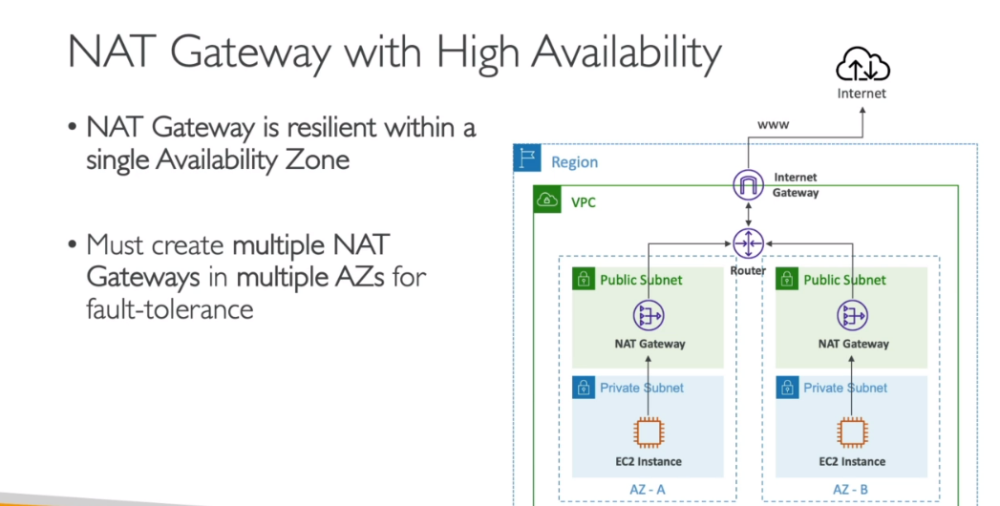 NAT Gateway with High Availability
• NAT Gateway is resilient within a
single Availability Zone
• Must create multiple NAT
Gateways in multiple AZs for
fault-tolerance
Internet
www
Region
Internet
Gateway
VPC
Router
Public Subnet
Public Subnet
NAT Gateway
NAT Gateway
Private Subnet
Private Subnet
EC2 Instance
EC2 Instance
AZ - A
AZ - B